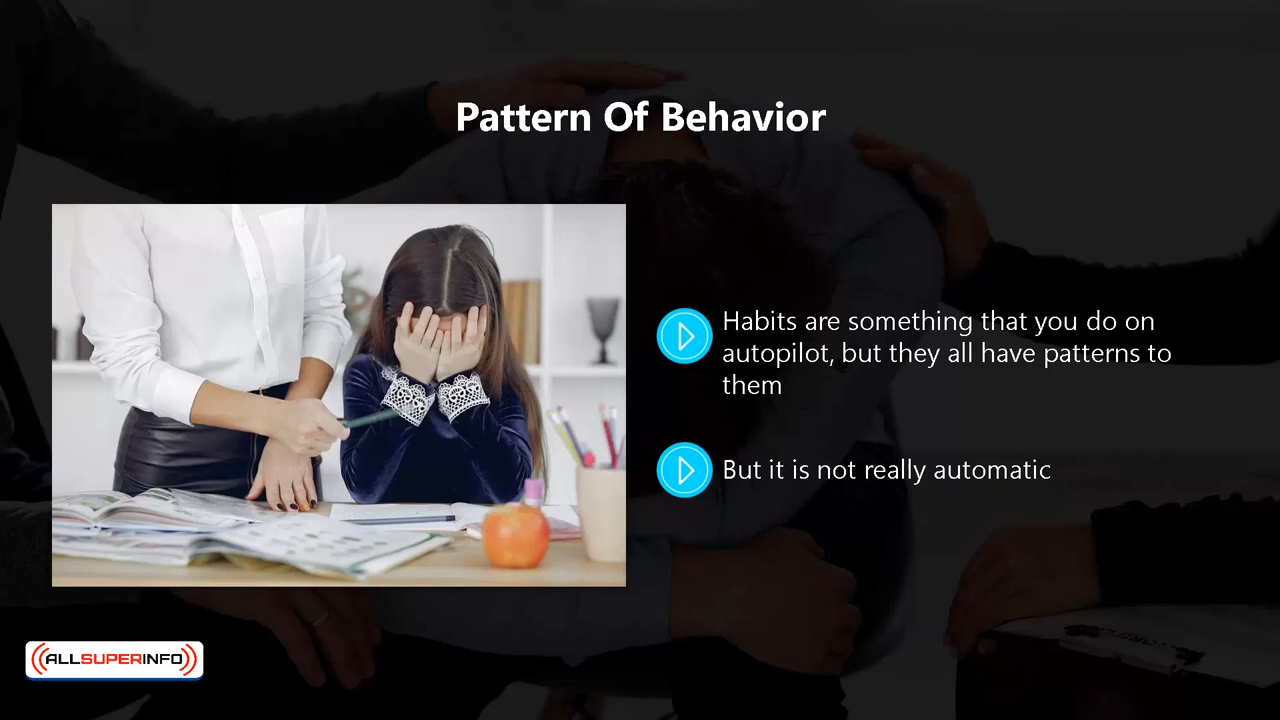 Pattern Of Behavior
Habits are something that you do on
autopilot, but they all have patterns to
them
But it is not really automatic
ALLSUPERINFO